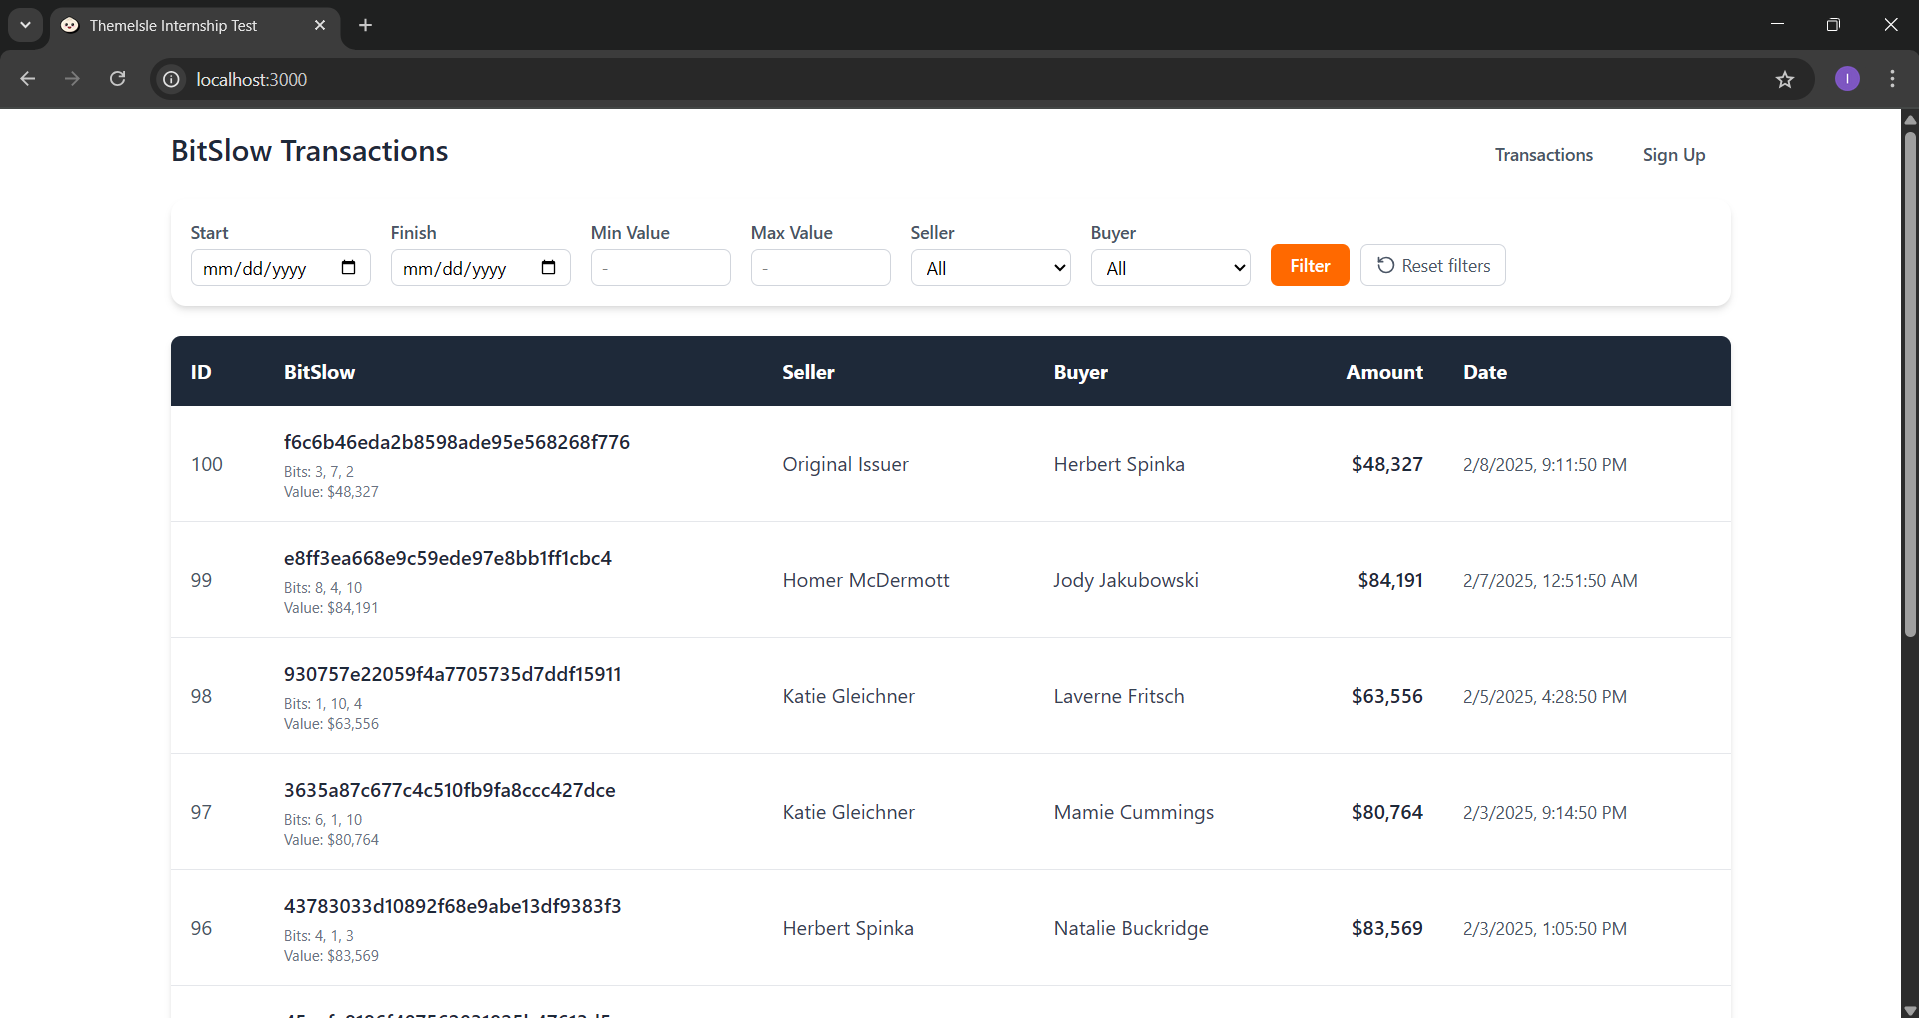 ThemeIsle Internship Test
localhost:3000
I
BitSlow Transactions
Transactions
Sign Up
Start
Finish
Min Value
Max Value
Seller
Buyer
mm/dd/yyyy
mm/dd/yyyy
-
-
All
All
Filter
Reset filters
ID BitSlow Seller Buyer Amount Date
f6c6b46eda2b8598ade95e568268f776
100 Original Issuer Herbert Spinka $48,327 2/8/2025, 9:11:50 PM
Bits: 3, 7, 2
Value: $48,327
e8ff3ea668e9c59ede97e8bb1ff1cbc4
99 Homer McDermott Jody Jakubowski $84,191 2/7/2025, 12:51:50 AM
Bits: 8, 4, 10
Value: $84,191
930757e22059f4a7705735d7ddf15911
98 Katie Gleichner Laverne Fritsch $63,556 2/5/2025, 4:28:50 PM
Bits: 1, 10, 4
Value: $63,556
3635a87c677c4c510fb9fa8ccc427dce
97 Katie Gleichner Mamie Cummings $80,764 2/3/2025, 9:14:50 PM
Bits: 6, 1, 10
Value: $80,764
43783033d10892f68e9abe13df9383f3
96 Herbert Spinka Natalie Buckridge $83,569 2/3/2025, 1:05:50 PM
Bits: 4, 1, 3
Value: $83,569